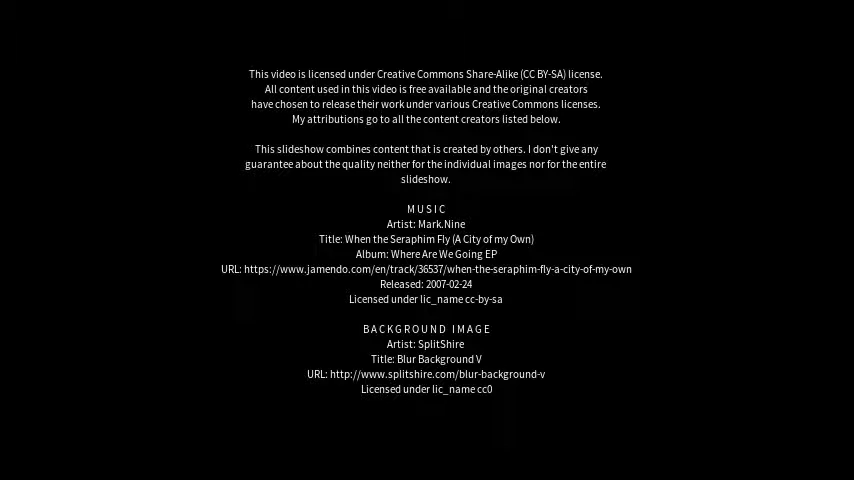 This video is licensed under Creative Commons Share-Alike (CC BY-SA) license.
All content used in this video is free available and the original creators
have chosen to release their work under various Creative Commons licenses.
My attributions go to all the content creators listed below.
This slideshow combines content that is created by others. I don't give any
guarantee about the quality neither for the individual images nor for the entire
slideshow.
MUSIC
Artist: Mark.Nine
Title: When the Seraphim Fly (A City of my Own)
Album: Where Are We Going EP
URL: https://www.jamendo.com/en/track/36537/when-the-seraphim-fly-a-city-of-my-own
Released: 2007-02-24
Licensed under lic_name cc-by-sa
BACKGROUND IMAGE
Artist: SplitShire
Title: Blur Background V
URL: http://www.splitshire.com/blur-background-v
Licensed under lic_name cc0